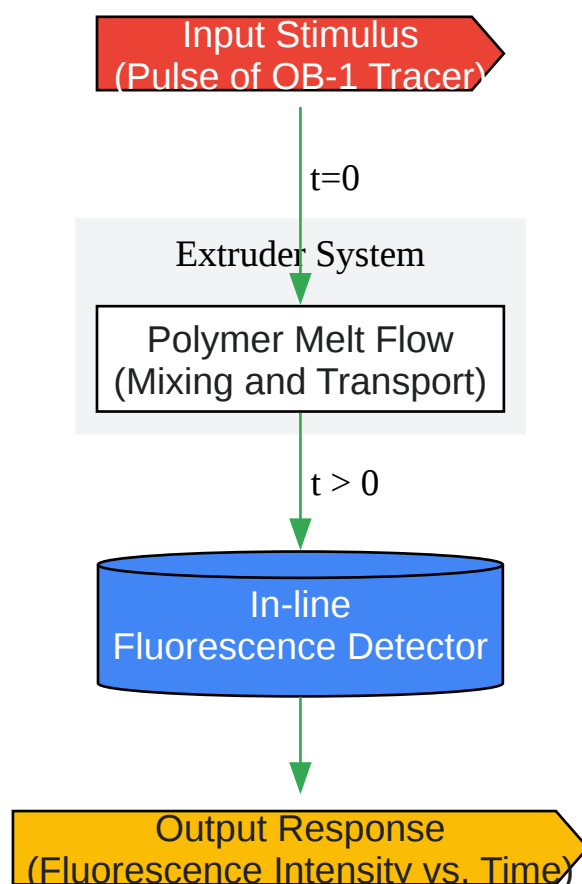 Input Stimulus
(Pulse of OB-1 Tracer)
t=0
Extruder System
Polymer Melt Flow
(Mixing and Transport)
t > 0
In-line
Fluorescence Detector
Output Response
(Fluorescence Intensity vs. Time)